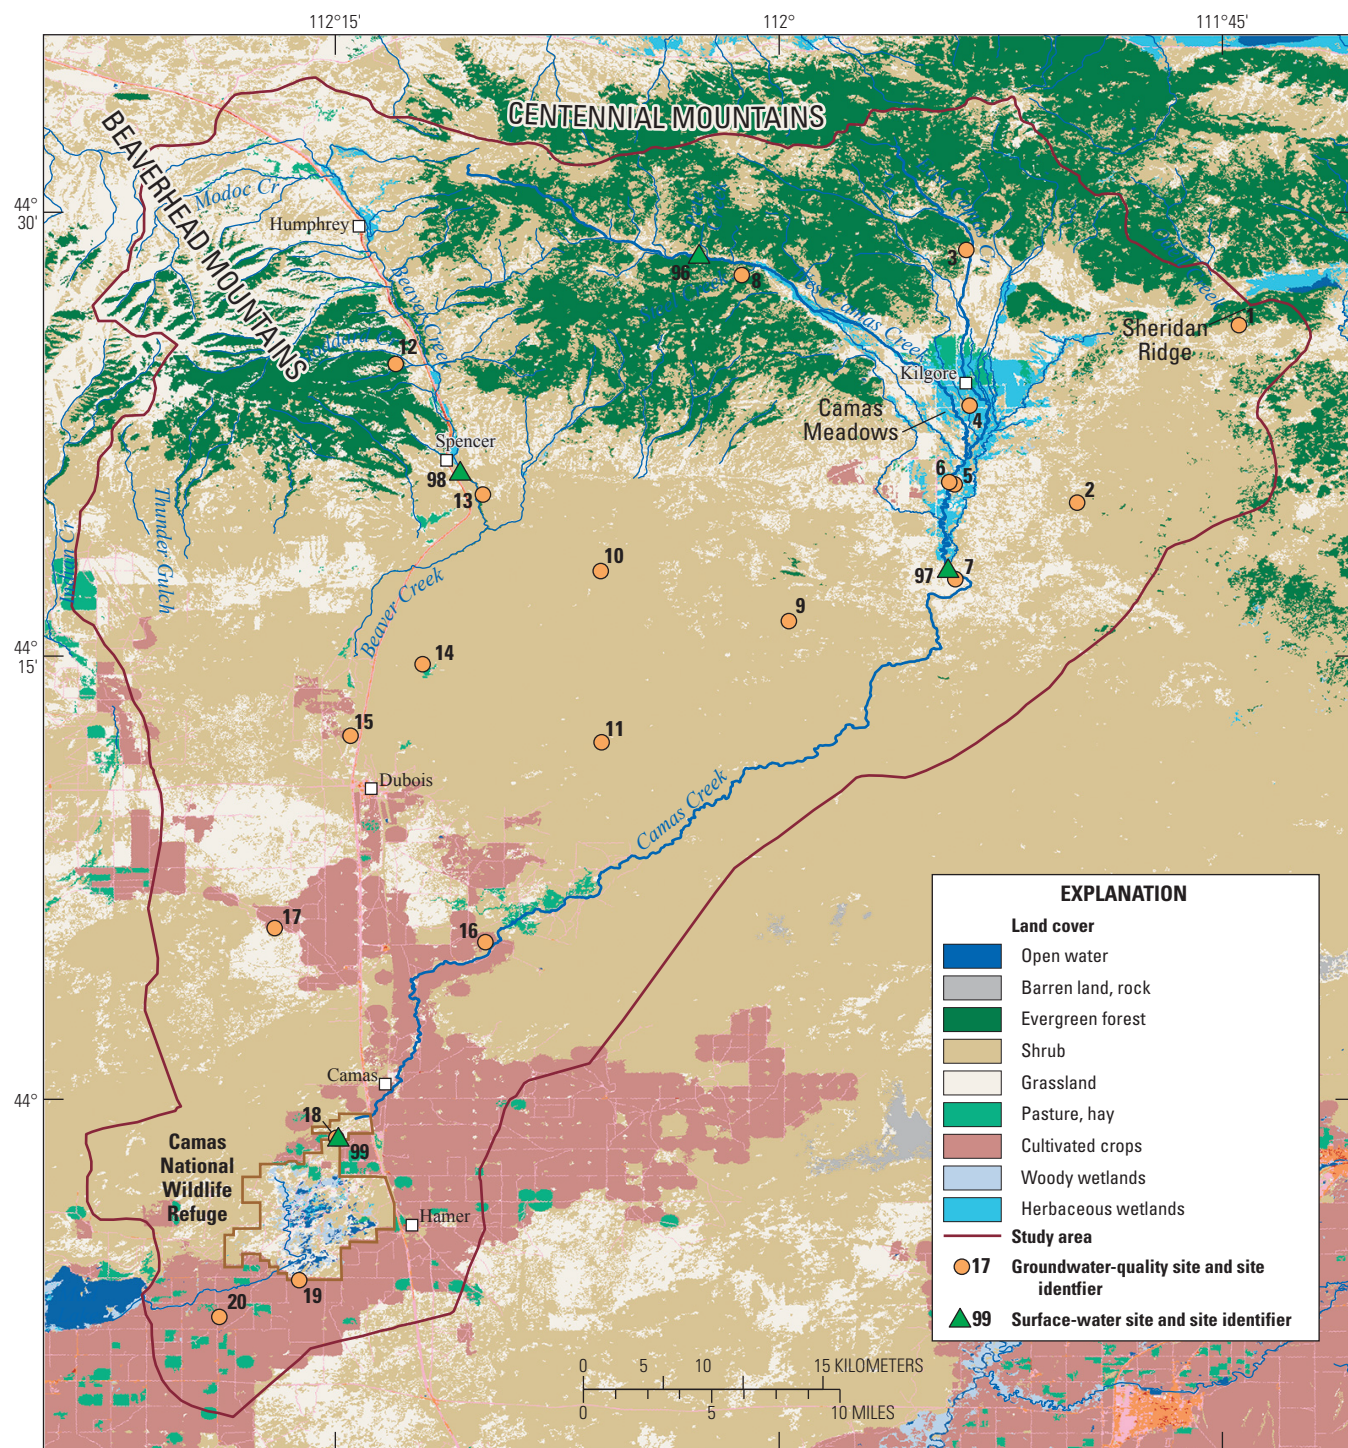 112°15'
112°
111°45'
CENTENNIAL MOUNTAINS
BEAVERHEAD MOUNTAINS
44°
30'
Modoc Cr
Humphrey
Beaver Creek
96
8
3
West Camas Creek
Creek
1
Sheridan
Ridge
12
Kilgore
Camas
Meadows
4
Spencer
98
13
6
5
2
Indian Cr
Thunder Gulch
10
97
7
9
Beaver Creek
44°
15'
14
15
11
Dubois
Camas Creek
17
16
Camas
44°
18
99
Camas
National
Wildlife
Refuge
Hamer
19
20
EXPLANATION
Land cover
Open water
Barren land, rock
Evergreen forest
Shrub
Grassland
Pasture, hay
Cultivated crops
Woody wetlands
Herbaceous wetlands
Study area
17 Groundwater-quality site and site
identfier
99 Surface-water site and site identifier
0 5 10 15 KILOMETERS
0 5 10 MILES